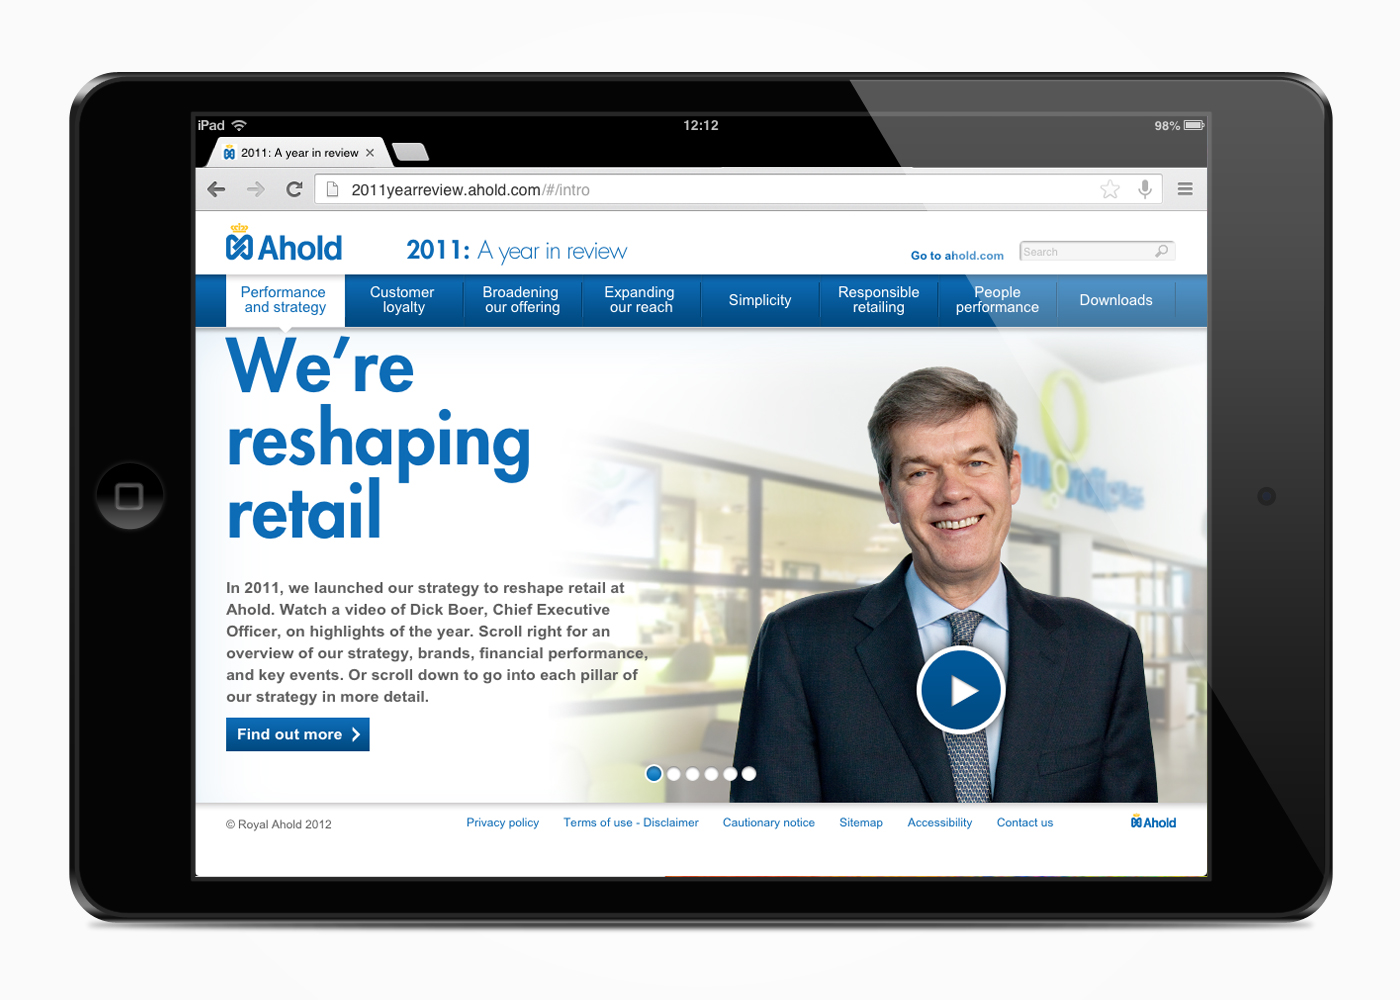 iPad 12:12 98%
2011: A year in review
2011yearreview.ahold.com/#/intro
Ahold 2011: A year in review Go to ahold.com Search
Performance and strategy
Customer loyalty
Broadening our offering
Expanding our reach
Simplicity
Responsible retailing
People performance
Downloads
We're
reshaping
retail
In 2011, we launched our strategy to reshape retail at
Ahold. Watch a video of Dick Boer, Chief Executive
Officer, on highlights of the year. Scroll right for an
overview of our strategy, brands, financial performance,
and key events. Or scroll down to go into each pillar of
our strategy in more detail.
Find out more
© Royal Ahold 2012 Privacy policy Terms of use - Disclaimer Cautionary notice Sitemap Accessibility Contact us Ahold